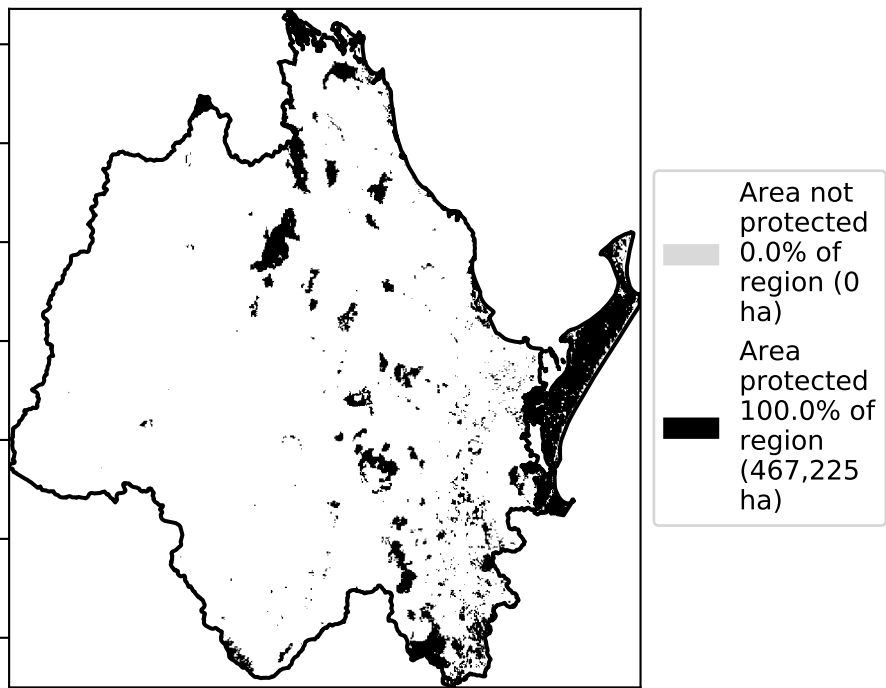 Area not
protected
0.0% of
region (0
ha)
Area
protected
100.0% of
region
(467,225
ha)